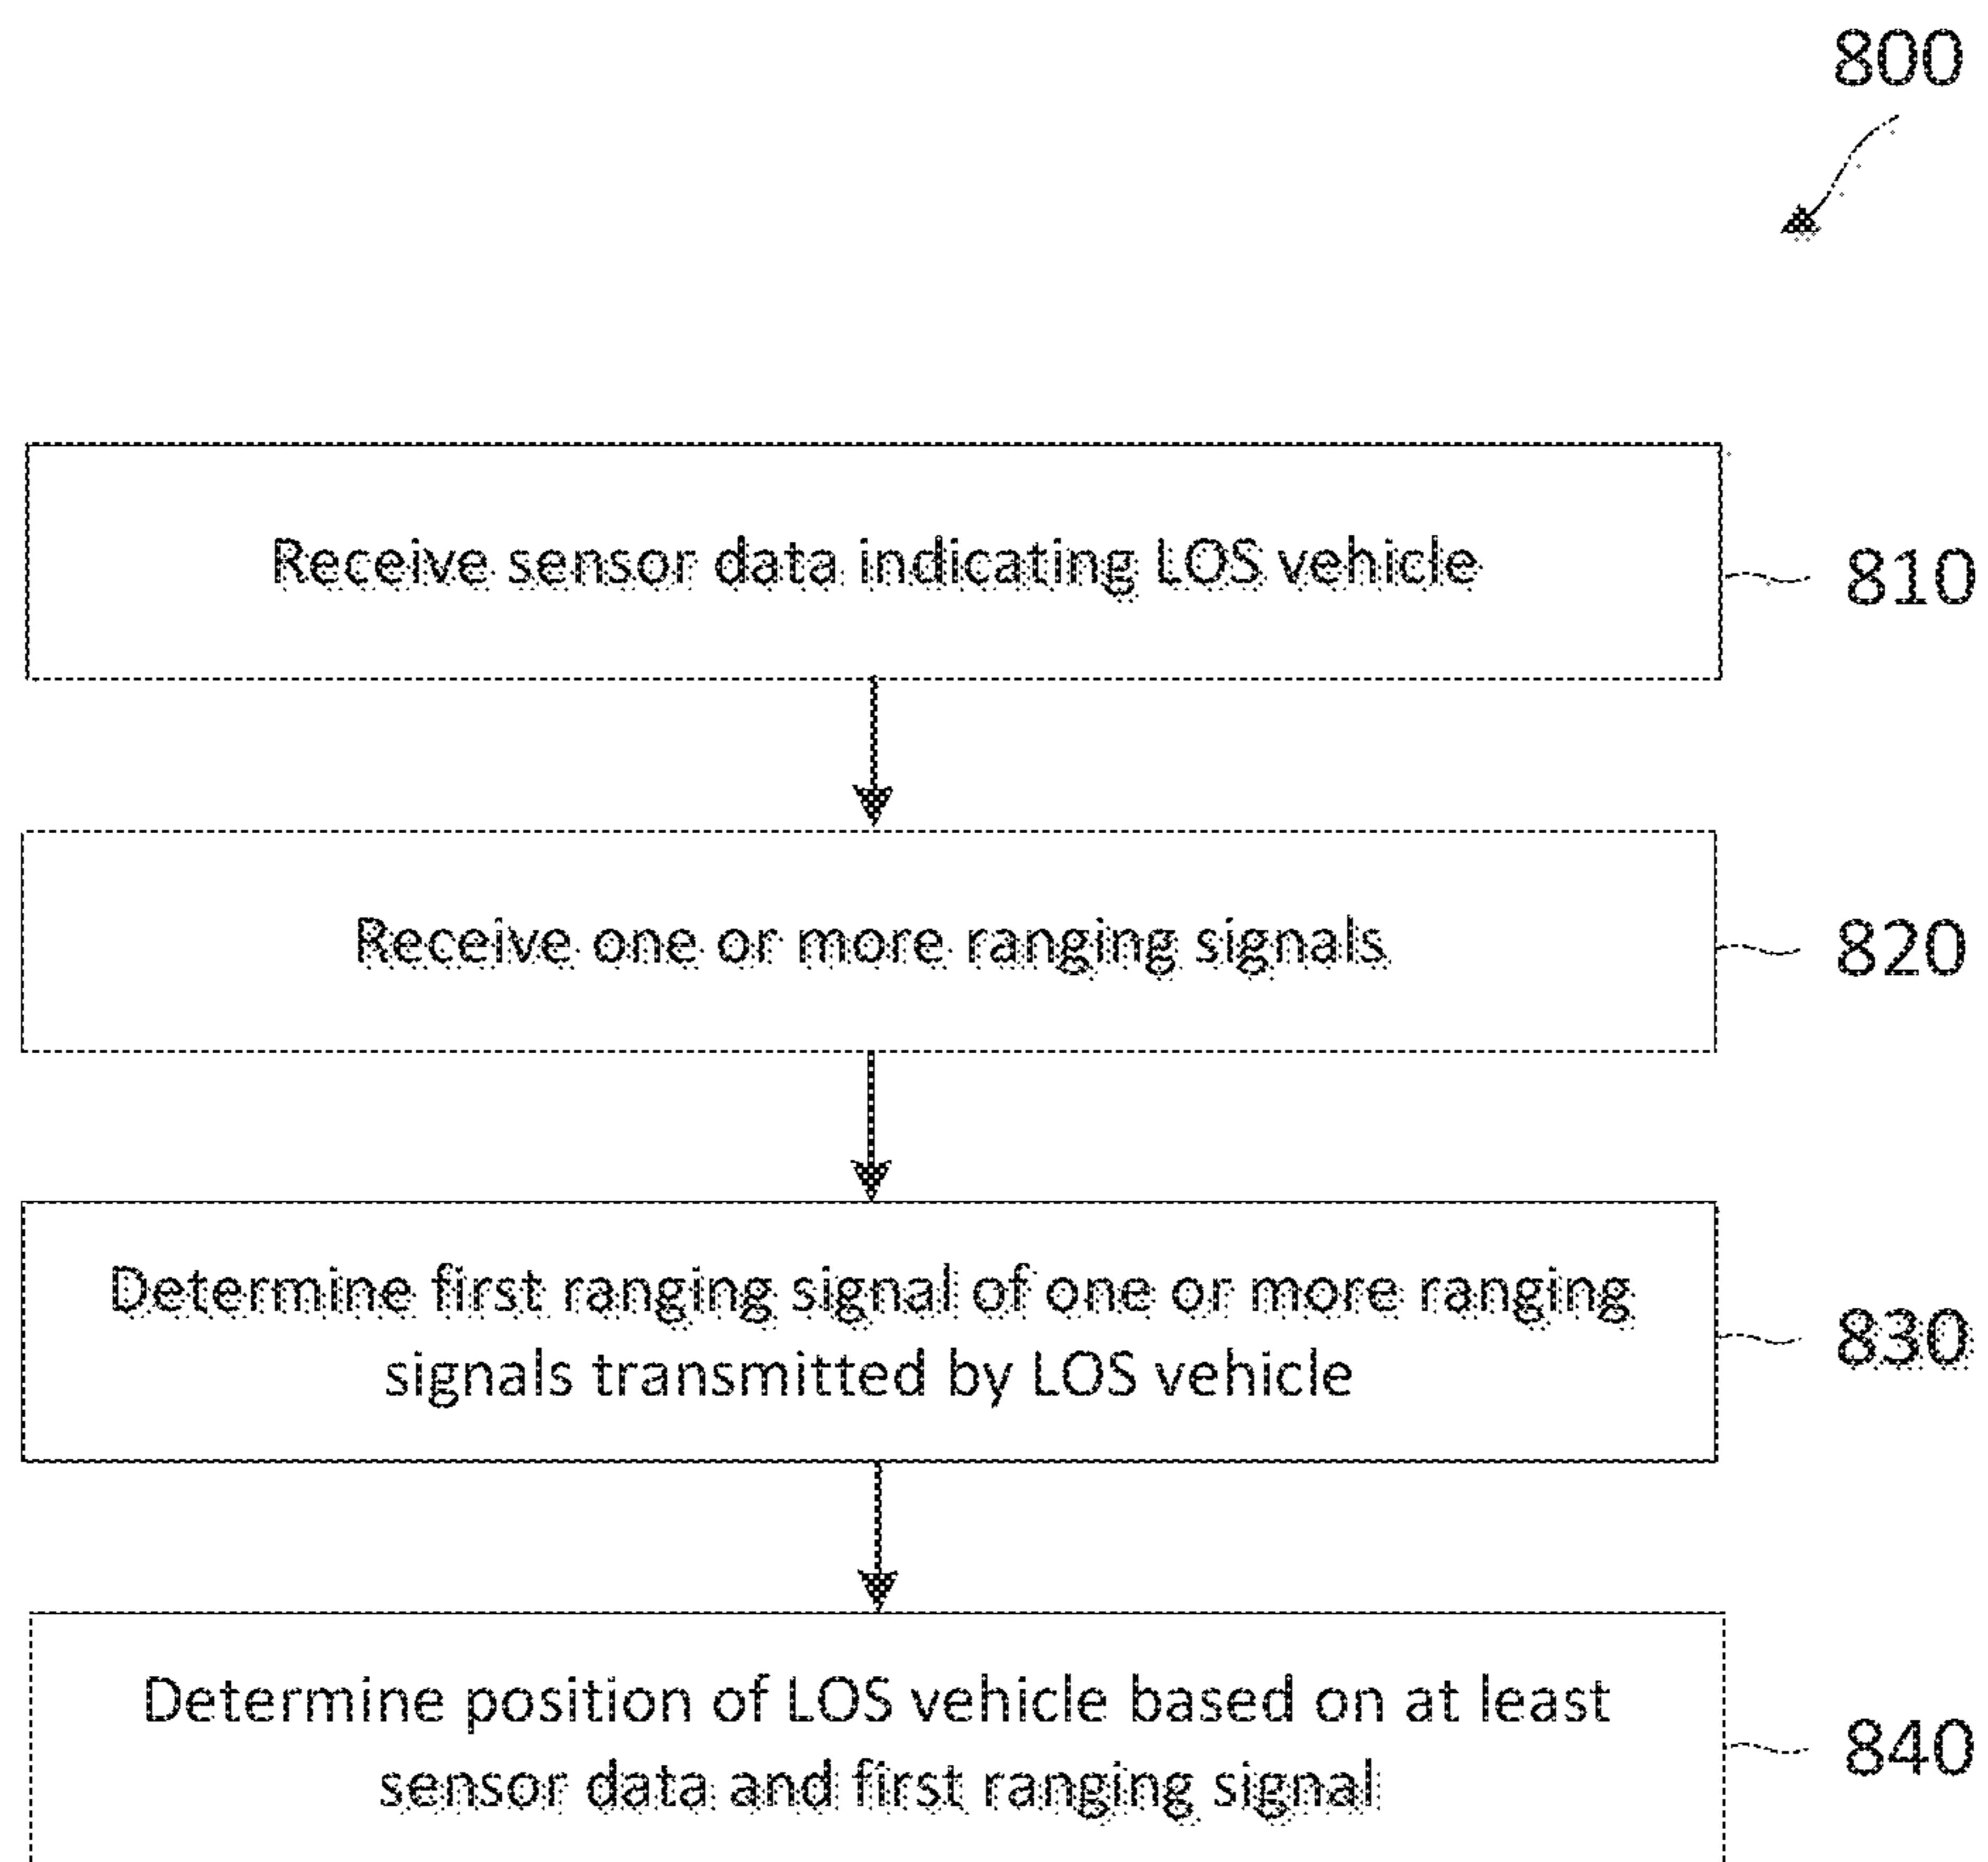 800
Receive sensor data indicating LOS vehicle
810
Receive one or more ranging signals
820
Determine first ranging signal of one or more ranging
signals transmitted by LOS vehicle
830
Determine position of LOS vehicle based on at least
sensor data and first ranging signal
840